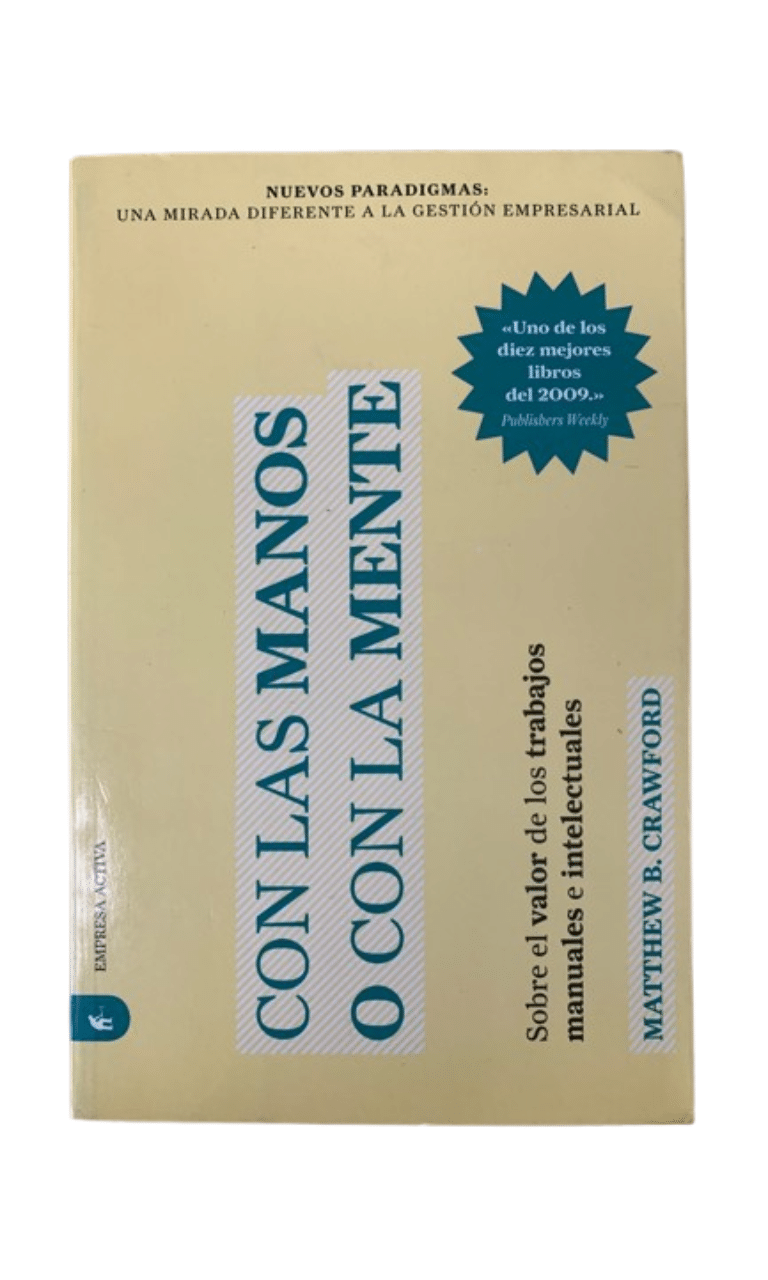 NUEVOS PARADIGMAS:
UNA MIRADA DIFERENTE A LA GESTIÓN EMPRESARIAL
«Uno de los
diez mejores
libros
del 2009.»
Publishers Weekly
CON LAS MANOS
O CON LA MENTE
Sobre el valor de los trabajos
manuales e intelectuales
MATTHEW B. CRAWFORD
EMPRESA ACTIVA